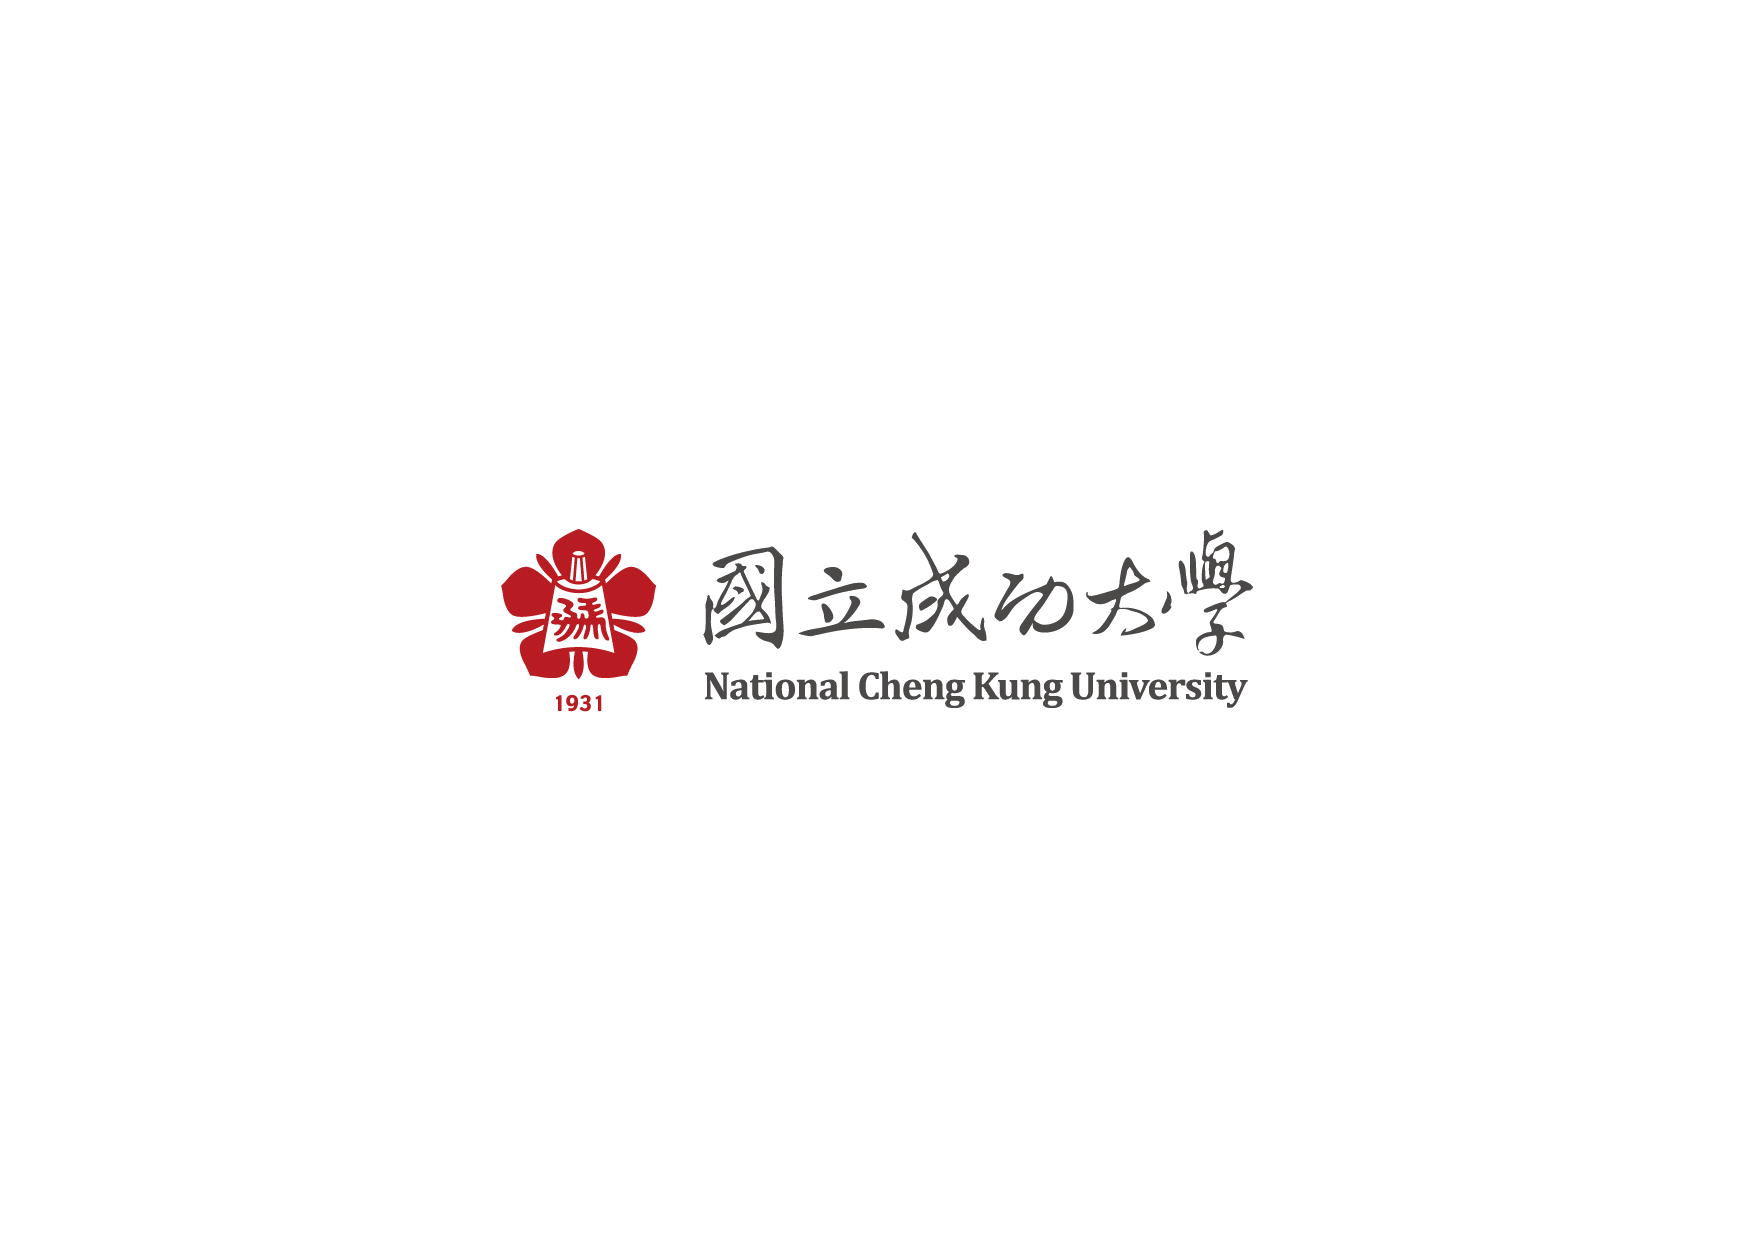 國立成功大學
National Cheng Kung University
1931